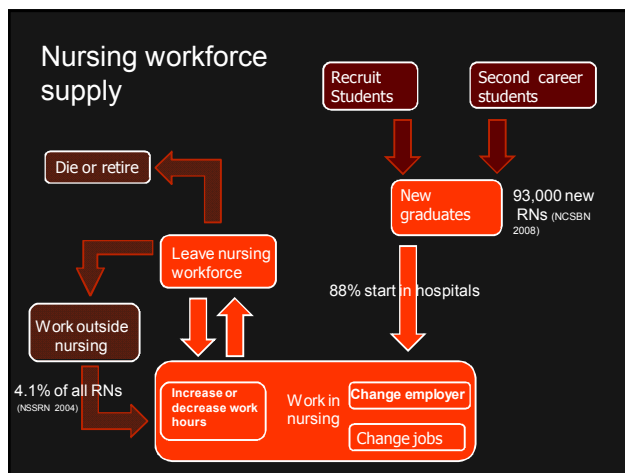 Nursing workforce
supply
Recruit
Students
Second career
students
Die or retire
New
graduates
93,000 new
RNs (NCSBN
2008)
Leave nursing
workforce
88% start in hospitals
Work outside
nursing
4.1% of all RNs
(NSSRN 2004)
Increase or
decrease work
hours
Work in
nursing
Change employer
Change jobs